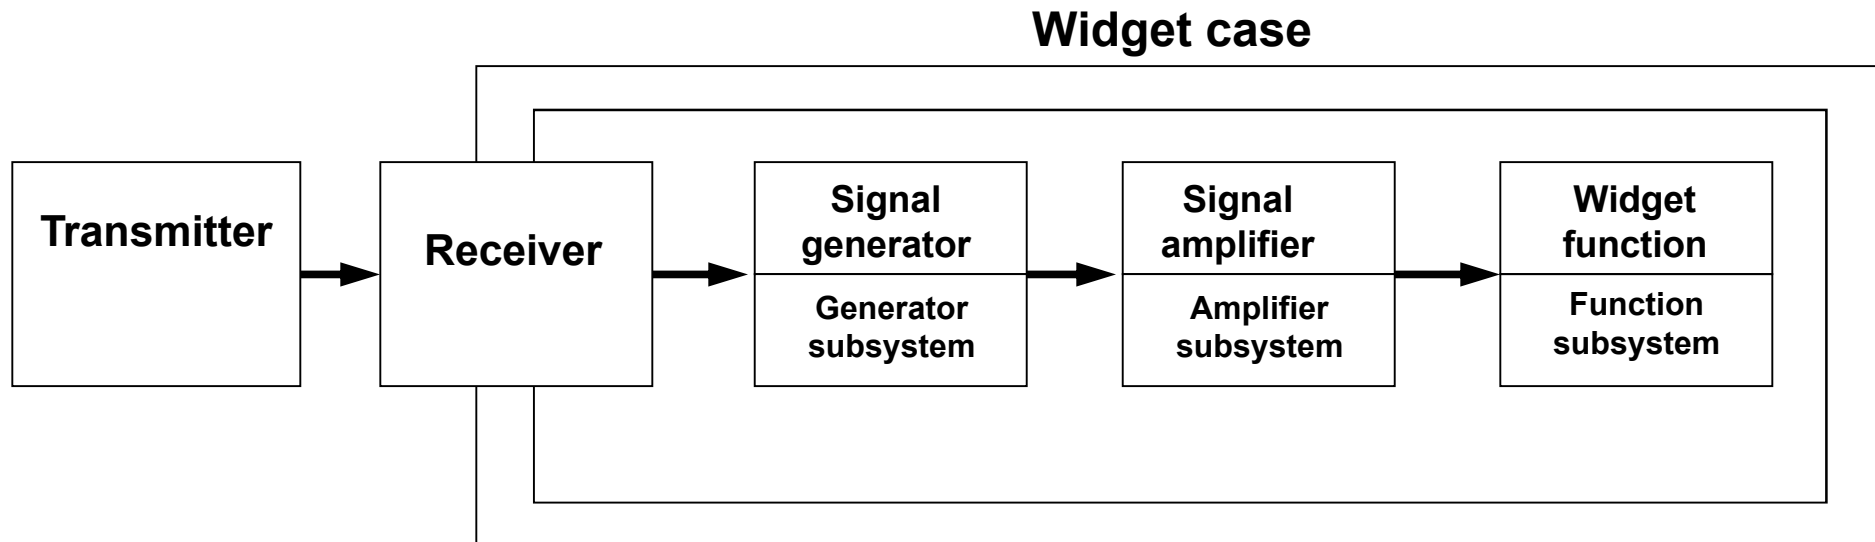 Widget case
Transmitter
Receiver
Signal
generator
Generator
subsystem
Signal
amplifier
Amplifier
subsystem
Widget
function
Function
subsystem